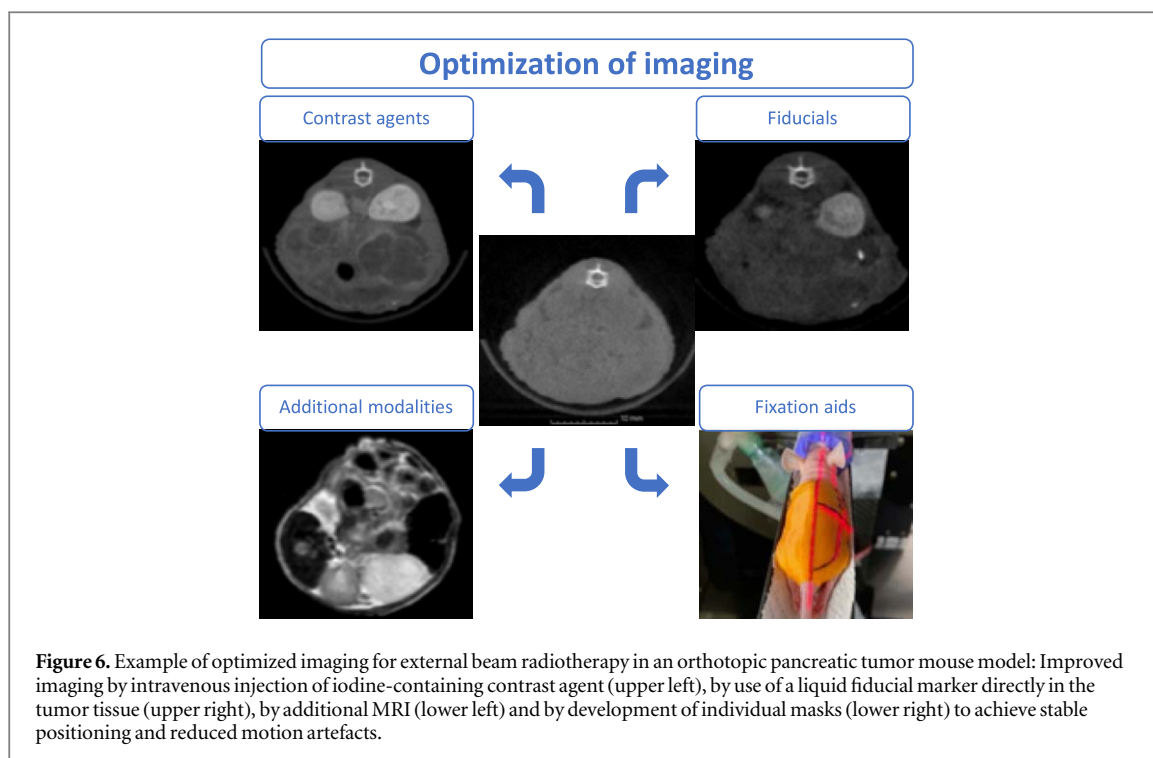 Optimization of imaging
Contrast agents
Fiducials
10 mm
Additional modalities
Fixation aids
Figure 6. Example of optimized imaging for external beam radiotherapy in an orthotopic pancreatic tumor mouse model: Improved
imaging by intravenous injection of iodine-containing contrast agent (upper left), by use of a liquid fiducial marker directly in the
tumor tissue (upper right), by additional MRI (lower left) and by development of individual masks (lower right) to achieve stable
positioning and reduced motion artefacts.